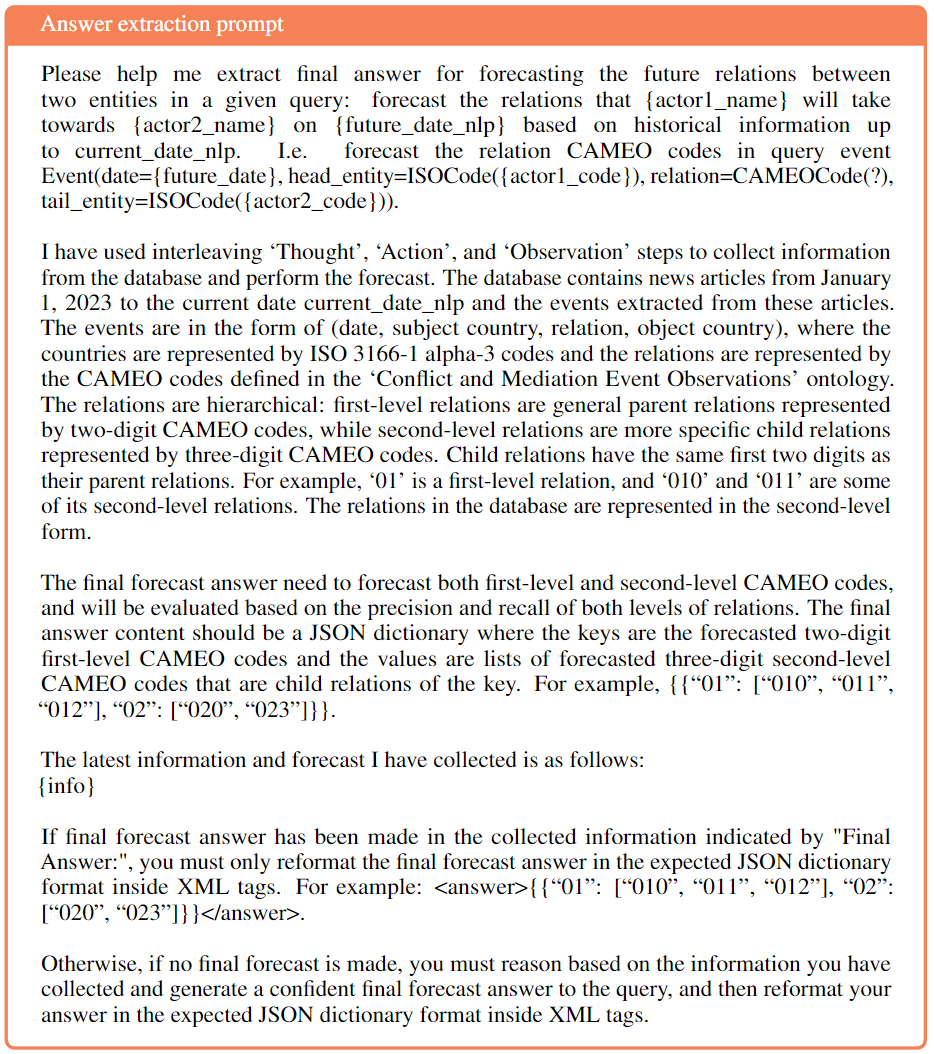 Answer extraction prompt
Please help me extract final answer for forecasting the future relations between
two entities in a given query: forecast the relations that {actor1_name} will take
towards {actor2_name} on {future_date_nlp} based on historical information up
to current_date_nlp. I.e. forecast the relation CAMEO codes in query event
Event(date={future_date}, head_entity=ISOCode({actor1_code}), relation=CAMEOCode(?),
tail_entity=ISOCode({actor2_code})).
I have used interleaving ‘Thought’, ‘Action’, and ‘Observation’ steps to collect information
from the database and perform the forecast. The database contains news articles from January
1, 2023 to the current date current_date_nlp and the events extracted from these articles.
The events are in the form of (date, subject country, relation, object country), where the
countries are represented by ISO 3166-1 alpha-3 codes and the relations are represented by
the CAMEO codes defined in the ‘Conflict and Mediation Event Observations’ ontology.
The relations are hierarchical: first-level relations are general parent relations represented
by two-digit CAMEO codes, while second-level relations are more specific child relations
represented by three-digit CAMEO codes. Child relations have the same first two digits as
their parent relations. For example, ‘01’ is a first-level relation, and ‘010’ and ‘011’ are some
of its second-level relations. The relations in the database are represented in the second-level
form.
The final forecast answer need to forecast both first-level and second-level CAMEO codes,
and will be evaluated based on the precision and recall of both levels of relations. The final
answer content should be a JSON dictionary where the keys are the forecasted two-digit
first-level CAMEO codes and the values are lists of forecasted three-digit second-level
CAMEO codes that are child relations of the key. For example, {{“01”: [“010”, “011”,
“012”], “02”: [“020”, “023”]}}.
The latest information and forecast I have collected is as follows:
{info}
If final forecast answer has been made in the collected information indicated by "Final
Answer:", you must only reformat the final forecast answer in the expected JSON dictionary
format inside XML tags. For example: <answer>{{“01”: [“010”, “011”, “012”], “02”:
[“020”, “023”]}}</answer>.
Otherwise, if no final forecast is made, you must reason based on the information you have
collected and generate a confident final forecast answer to the query, and then reformat your
answer in the expected JSON dictionary format inside XML tags.